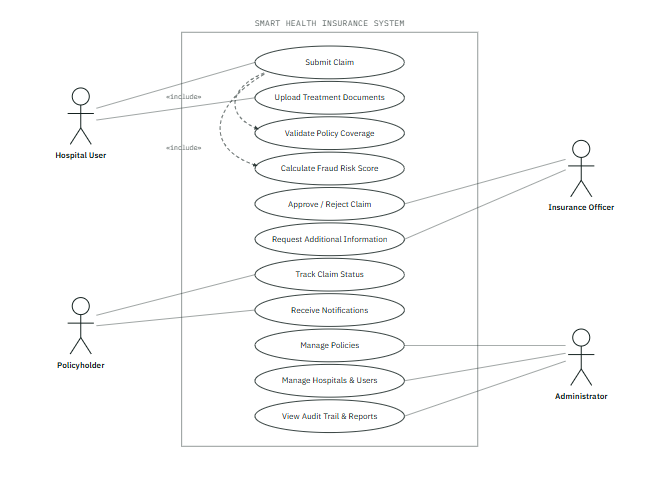 SMART HEALTH INSURANCE SYSTEM
Submit Claim
«include»
Upload Treatment Documents
Validate Policy Coverage
«include»
Hospital User
Calculate Fraud Risk Score
Approve / Reject Claim
Insurance Officer
Request Additional Information
Track Claim Status
Receive Notifications
Manage Policies
Policyholder
Manage Hospitals & Users
Administrator
View Audit Trail & Reports